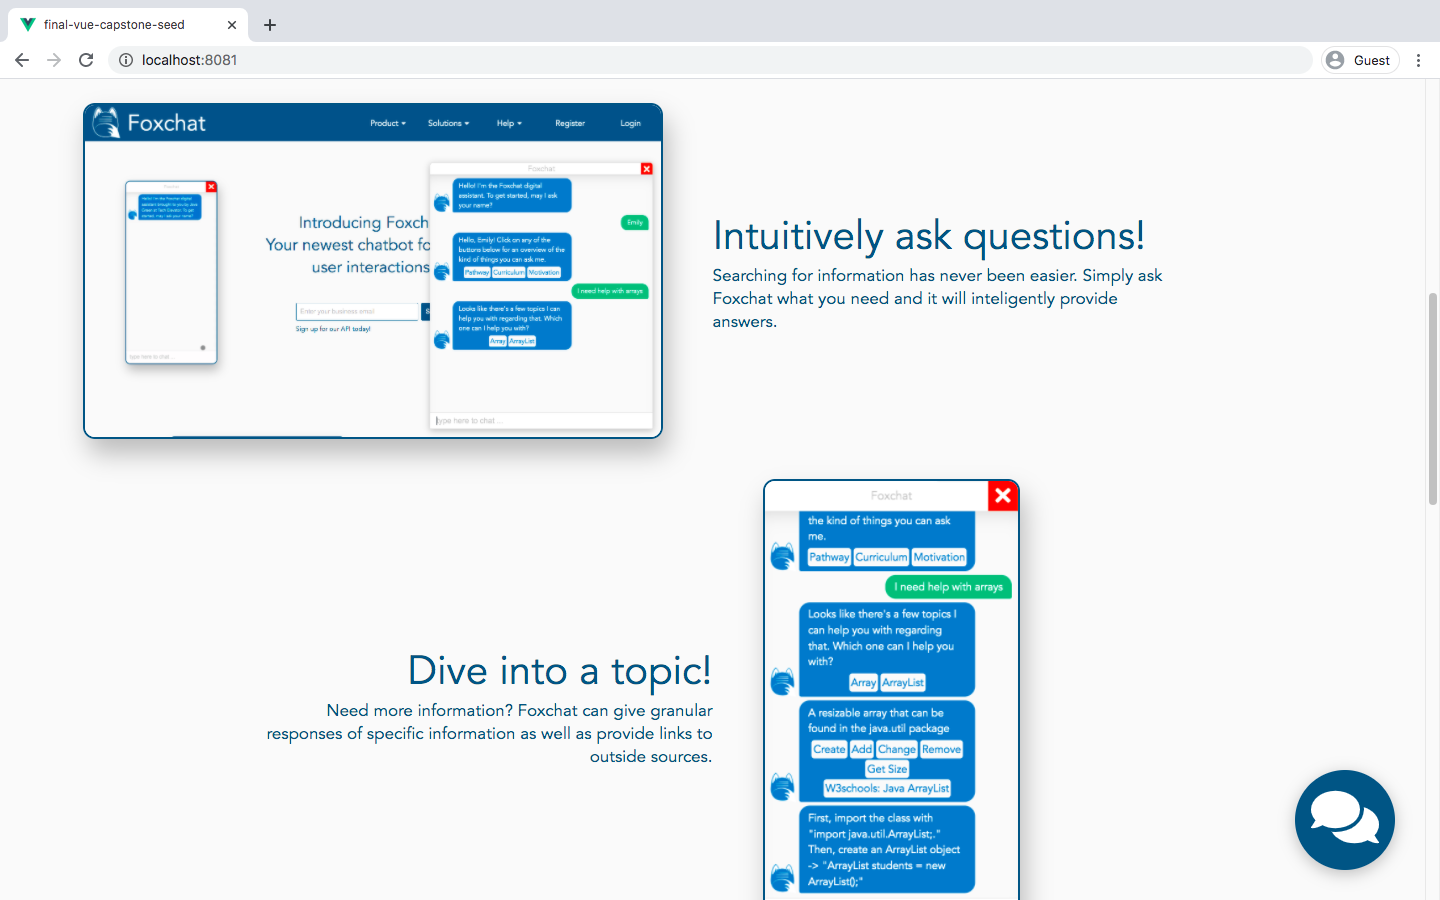 final-vue-capstone-seed
localhost:8081
Guest
Foxchat
Product
Solutions
Help
Register
Login
Foxchat
Hello! I'm the Foxchat digital
assistant. To get started, may I ask
your name?
Emily
Hello, Emily! Click on any of the
buttons below for an overview of the
kind of things you can ask me.
Pathway Curriculum Motivation
I need help with arrays
Looks like there's a few topics I can
help you with regarding that. Which
one can I help you with?
Array ArrayList
type here to chat ...
Introducing Foxch
Your newest chatbot fo
user interactions
Enter your business email
S
Sign up for our API today!
type here to chat ...
Intuitively ask questions!
Searching for information has never been easier. Simply ask
Foxchat what you need and it will inteligently provide
answers.
Dive into a topic!
Need more information? Foxchat can give granular
responses of specific information as well as provide links to
outside sources.
Foxchat
the kind of things you can ask
me.
Pathway Curriculum Motivation
I need help with arrays
Looks like there's a few topics I
can help you with regarding
that. Which one can I help you
with?
Array ArrayList
A resizable array that can be
found in the java.util package
Create Add Change Remove
Get Size
W3schools: Java ArrayList
First, import the class with
"import java.util.ArrayList;."
Then, create an ArrayList object
-> "ArrayList students = new
ArrayList();"